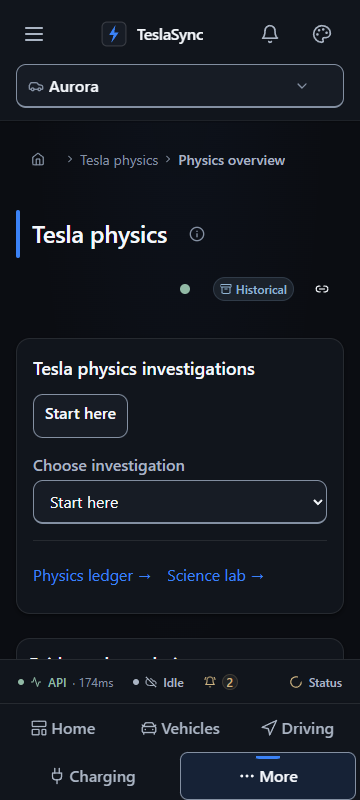 TeslaSync
Aurora
Tesla physics Physics overview
Tesla physics
Historical
Tesla physics investigations
Start here
Choose investigation
Start here
Physics ledger → Science lab →
API · 174ms Idle 2 Status
Home Vehicles Driving
Charging More